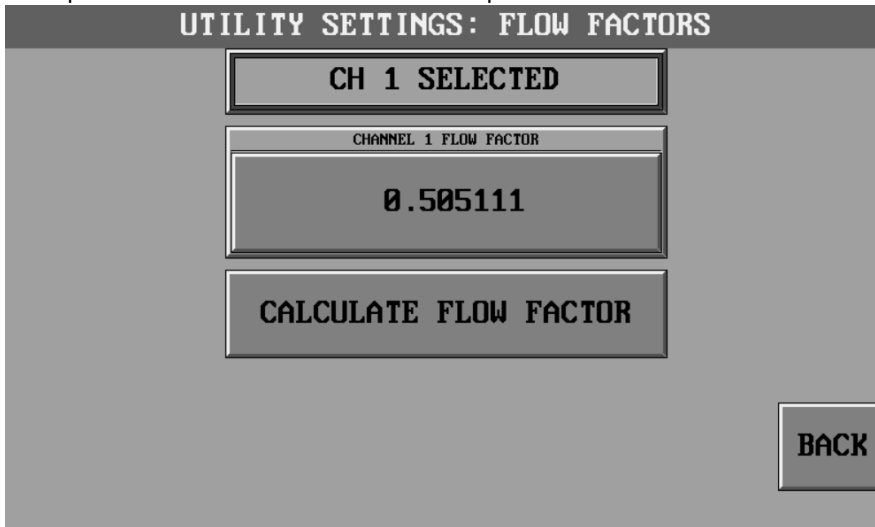 UTILITY SETTINGS: FLOW FACTORS
CH 1 SELECTED
CHANNEL 1 FLOW FACTOR
0.505111
CALCULATE FLOW FACTOR
BACK